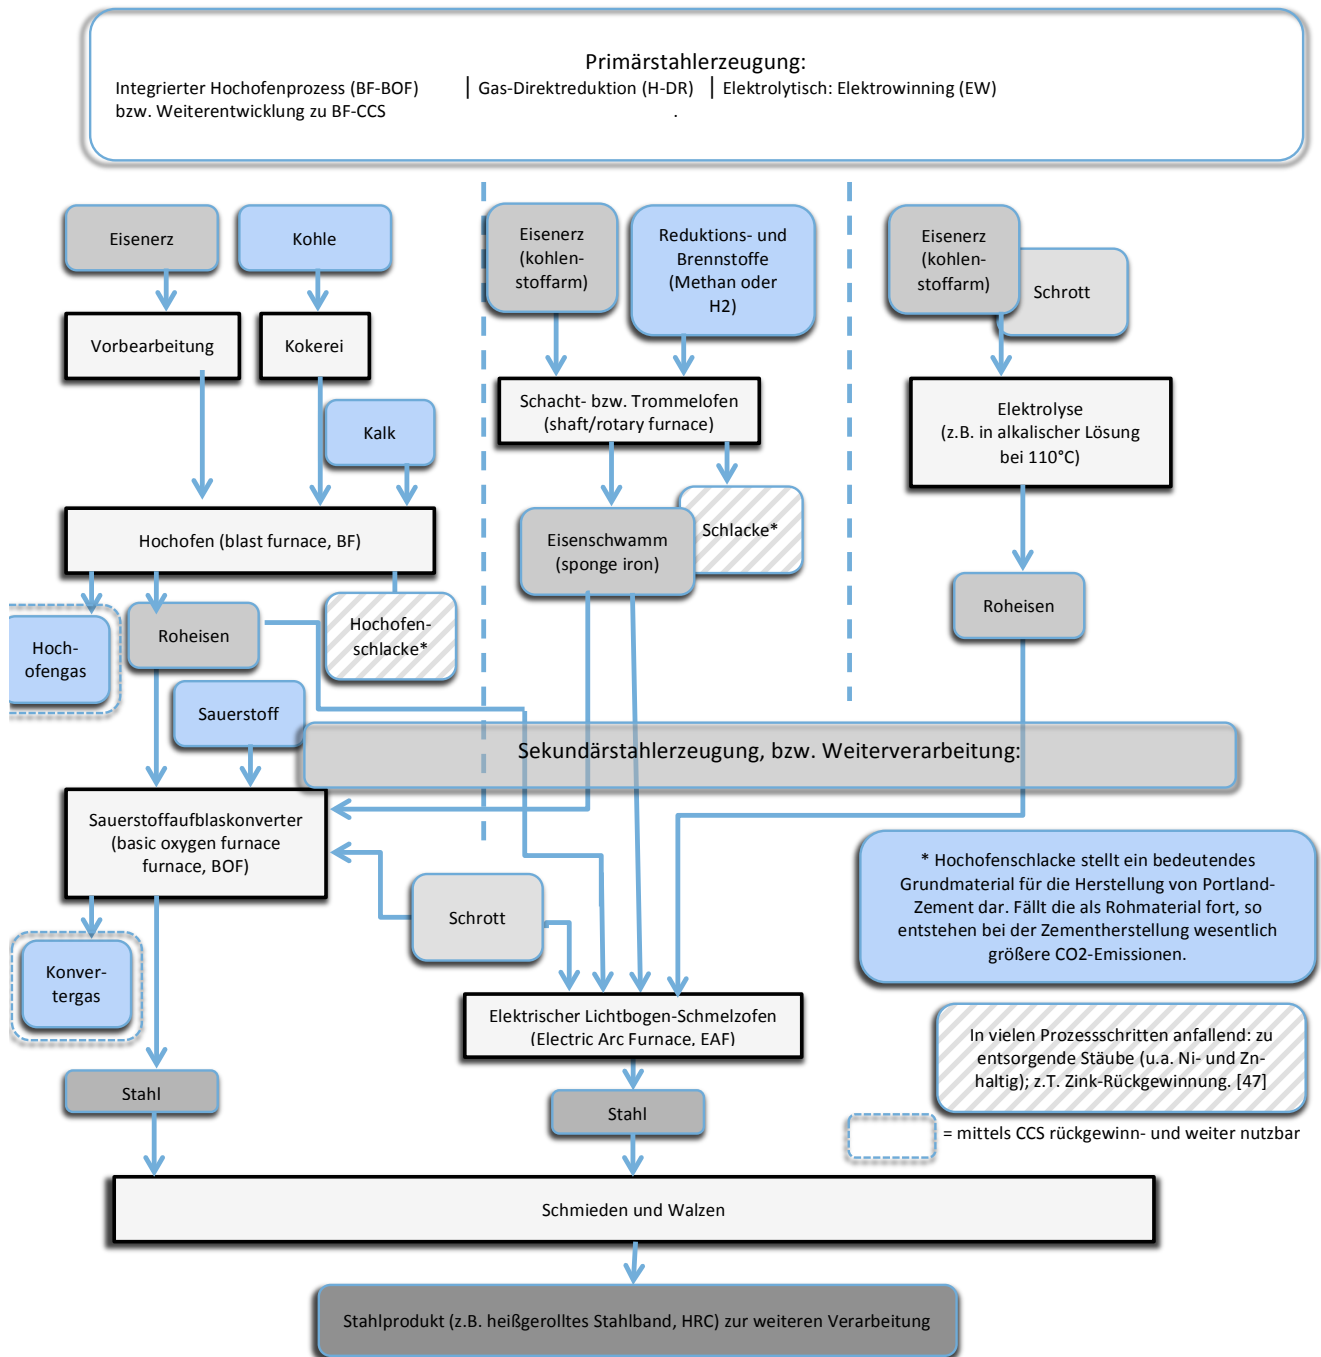 Primärstahlerzeugung:
Integrierter Hochofenprozess (BF-BOF) | Gas-Direktreduktion (H-DR) | Elektrolytisch: Elektrowinning (EW)
bzw. Weiterentwicklung zu BF-CCS .
Eisenerz
Kohle
Vorbearbeitung
Kokerei
Kalk
Hochofen (blast furnace, BF)
Hoch-
ofengas
Roheisen
Hochofen-
schlacke*
Sauerstoff
Eisenerz
(kohlen-
stoffarm)
Reduktions- und
Brennstoffe
(Methan oder
H2)
Schacht- bzw. Trommelofen
(shaft/rotary furnace)
Eisenschwamm
(sponge iron)
Schlacke*
Eisenerz
(kohlen-
stoffarm)
Schrott
Elektrolyse
(z.B. in alkalischer Lösung
bei 110°C)
Roheisen
Sekundärstahlerzeugung, bzw. Weiterverarbeitung:
Sauerstoffaufblaskonverter
(basic oxygen furnace
furnace, BOF)
Konver-
tergas
Schrott
Elektrischer Lichtbogen-Schmelzofen
(Electric Arc Furnace, EAF)
Stahl
Stahl
* Hochofenschlacke stellt ein bedeutendes
Grundmaterial für die Herstellung von Portland-
Zement dar. Fällt die als Rohmaterial fort, so
entstehen bei der Zementherstellung wesentlich
größere CO2-Emissionen.
In vielen Prozessschritten anfallend: zu
entsorgende Stäube (u.a. Ni- und Zn-
haltig); z.T. Zink-Rückgewinnung. [47]
= mittels CCS rückgewinn- und weiter nutzbar
Schmieden und Walzen
Stahlprodukt (z.B. heißgerolltes Stahlband, HRC) zur weiteren Verarbeitung